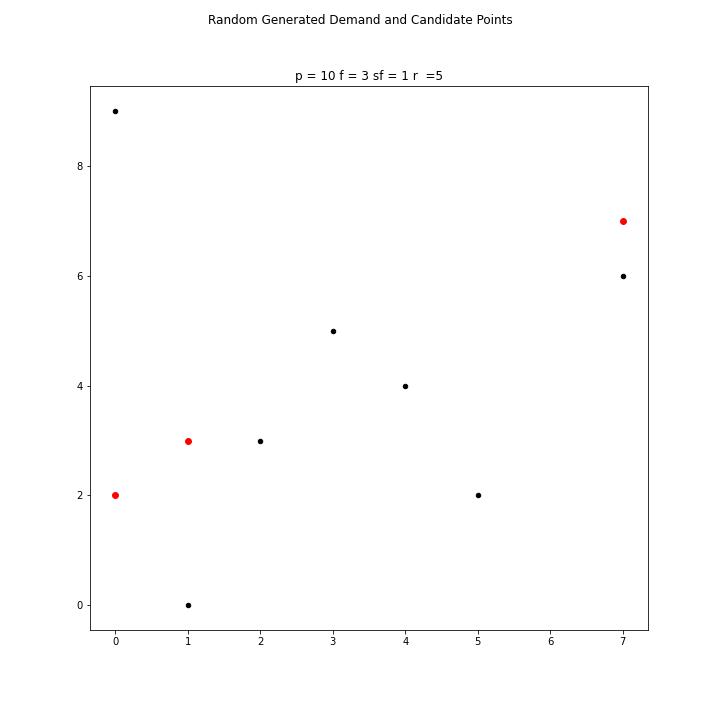 Random Generated Demand and Candidate Points
p = 10 f = 3 sf = 1 r  =5
8
6
4
2
0
0 1 2 3 4 5 6 7